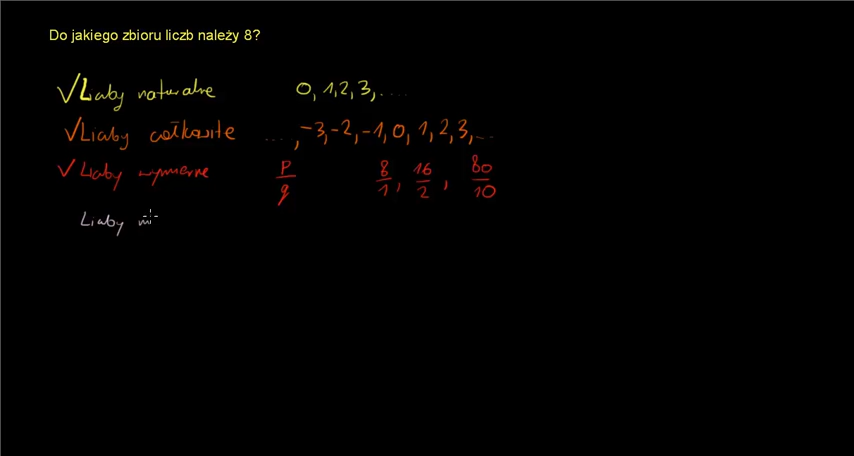 Do jakiego zbioru liczb należy 8?
✓ Liczby naturalne 0, 1, 2, 3, ....
✓ Liczby całkowite ...., -3, -2, -1, 0, 1, 2, 3, ...
✓ Liczby wymierne p/q 8/1, 16/2, 80/10
Liczby